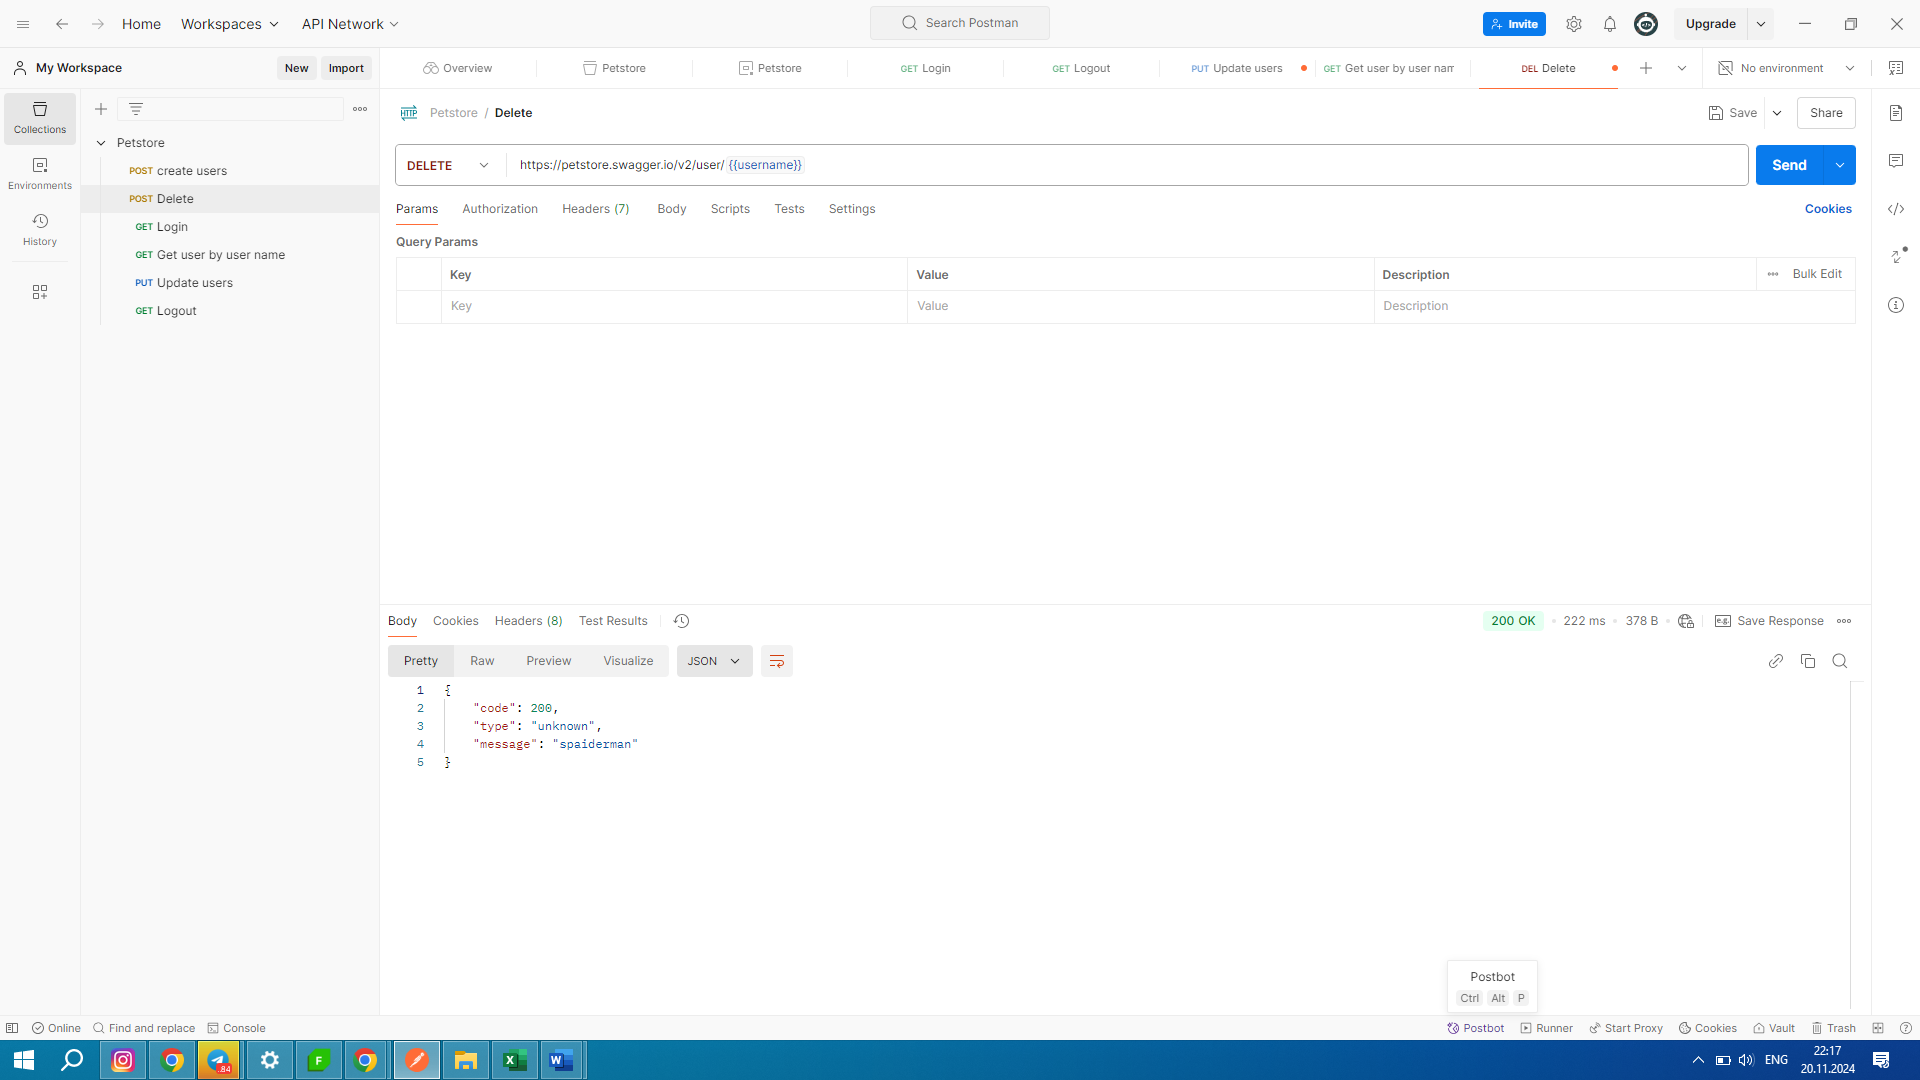 Home Workspaces API Network Search Postman Invite Upgrade
My Workspace New Import Overview Petstore Petstore GET Login GET Logout PUT Update users GET Get user by user nam DEL Delete No environment
Collections
Environments
History
Petstore
POST create users
POST Delete
GET Login
GET Get user by user name
PUT Update users
GET Logout
HTTP Petstore / Delete Save Share
DELETE https://petstore.swagger.io/v2/user/ {{username}} Send
Params Authorization Headers (7) Body Scripts Tests Settings Cookies
Query Params
Key Value Description Bulk Edit
Key Value Description
Body Cookies Headers (8) Test Results 200 OK 222 ms 378 B e.g. Save Response
Pretty Raw Preview Visualize JSON
1 {
2 "code": 200,
3 "type": "unknown",
4 "message": "spaiderman"
5 }
Postbot
Ctrl Alt P
Online Find and replace Console Postbot Runner Start Proxy Cookies Vault Trash
84 F ENG 22:17
20.11.2024